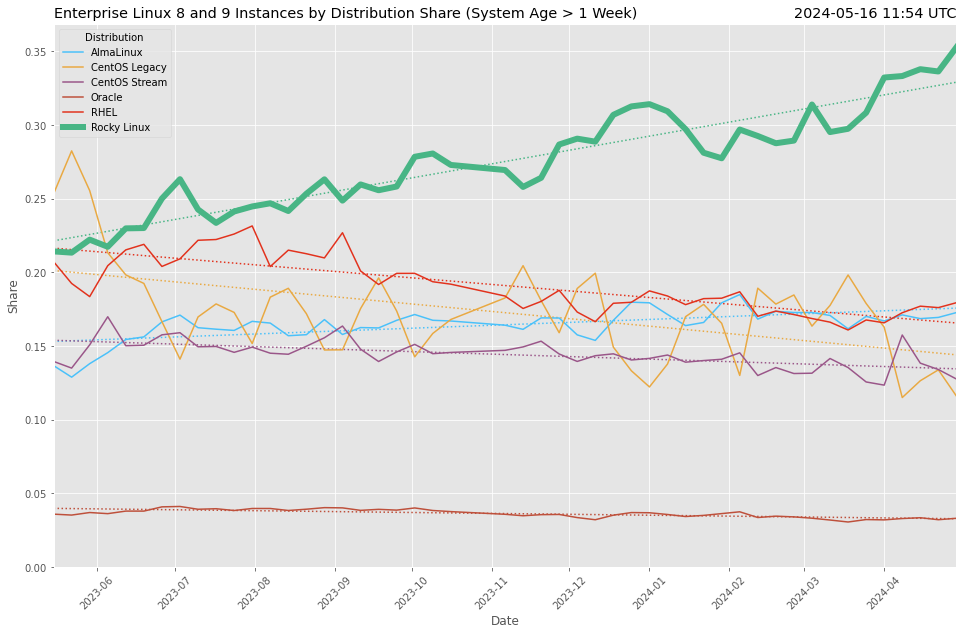 Enterprise Linux 8 and 9 Instances by Distribution Share (System Age > 1 Week) 2024-05-16 11:54 UTC
Distribution
AlmaLinux
CentOS Legacy
CentOS Stream
Oracle
RHEL
Rocky Linux
0.35
0.30
0.25
0.20
0.15
0.10
0.05
0.00
Share
2023-06 2023-07 2023-08 2023-09 2023-10 2023-11 2023-12 2024-01 2024-02 2024-03 2024-04
Date